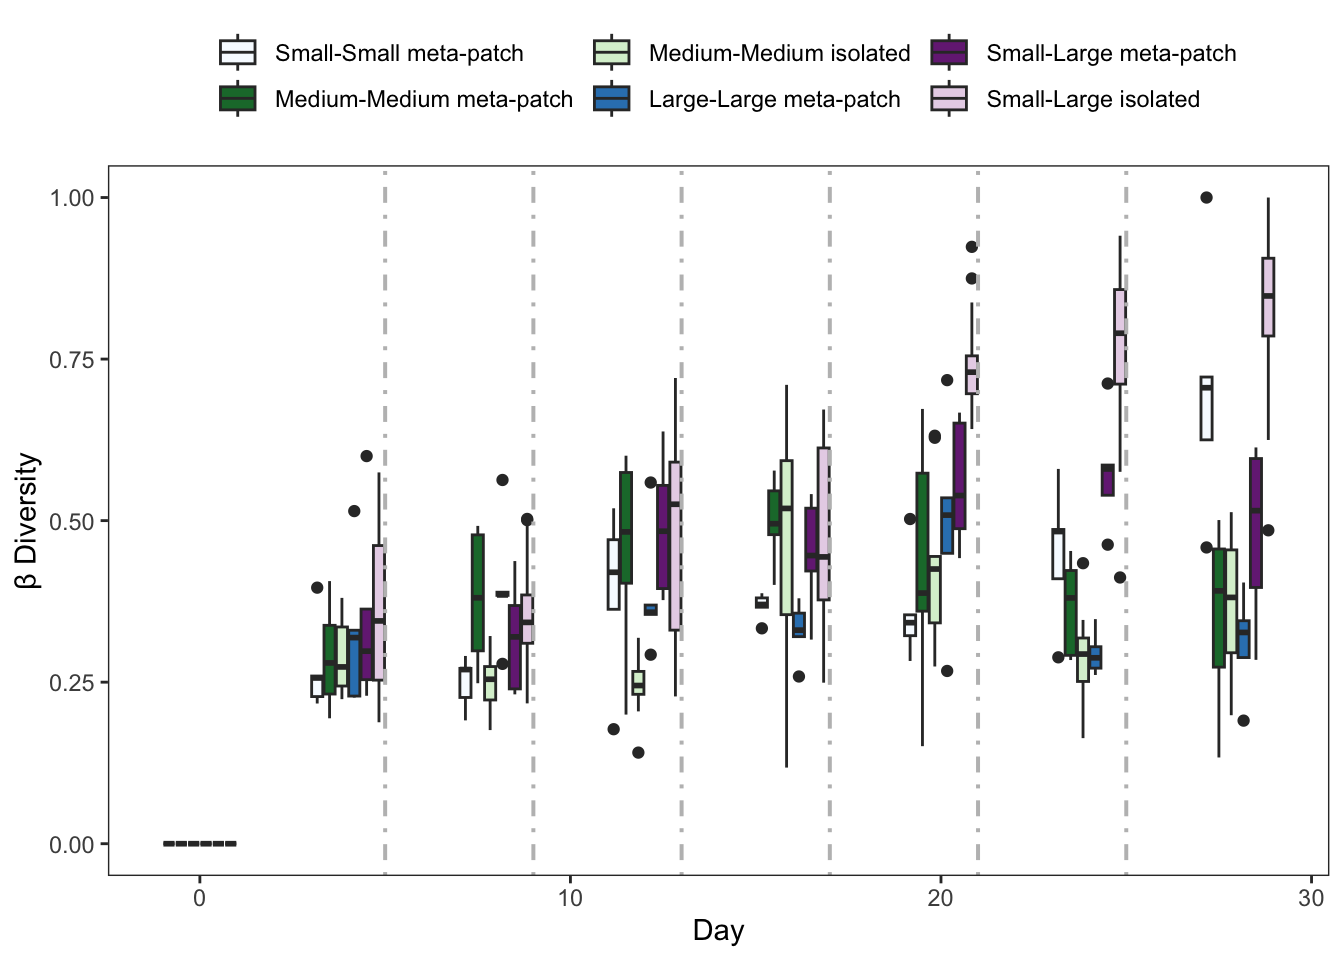 Small-Small meta-patch Medium-Medium isolated Small-Large meta-patch
Medium-Medium meta-patch Large-Large meta-patch Small-Large isolated
1.00
0.75
0.50
0.25
0.00
β Diversity
0 10 20 30
Day